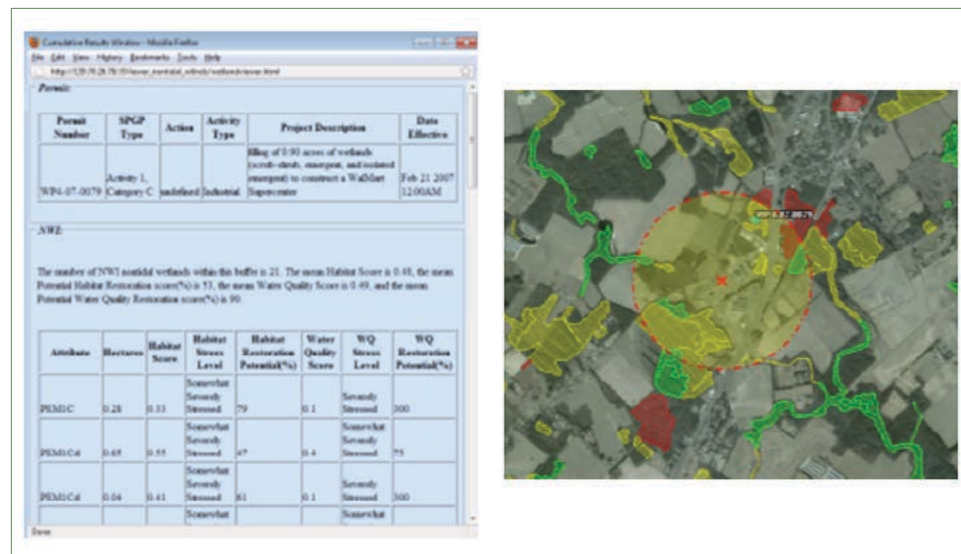 Cumulative Results Window - Mozilla Firefox
File Edit View History Bookmarks Tools Help
Permit:
Permit Number SPGP Type Action Activity Type Project Description Date Effective
WP4-07-0079 Activity 1, Category C undefined Industrial filling of 0.90 acres of wetlands (scrub-shrub, emergent, and isolated emergent) to construct a WalMart Supercenter Feb 21 2007 12:00AM
NWI:
The number of NWI nontidal wetlands within this buffer is 21. The mean Habitat Score is 0.48, the mean
Potential Habitat Restoration score(%) is 53, the mean Water Quality Score is 0.49, and the mean
Potential Water Quality Restoration score(%) is 90.
Attribute Hectares Habitat Score Habitat Stress Level Habitat Restoration Potential(%) Water Quality Score WQ Stress Level WQ Restoration Potential(%)
PEM1C 0.28 0.33 Somewhat Severely Stressed 79 0.1 Severely Stressed 300
PEM1Cd 0.65 0.55 Somewhat Severely Stressed 47 0.4 Somewhat Severely Stressed 75
PEM1Cd 0.04 0.41 Somewhat Severely Stressed 61 0.1 Severely Stressed 300
Somewhat Somewhat
Done
WP4-07-0079